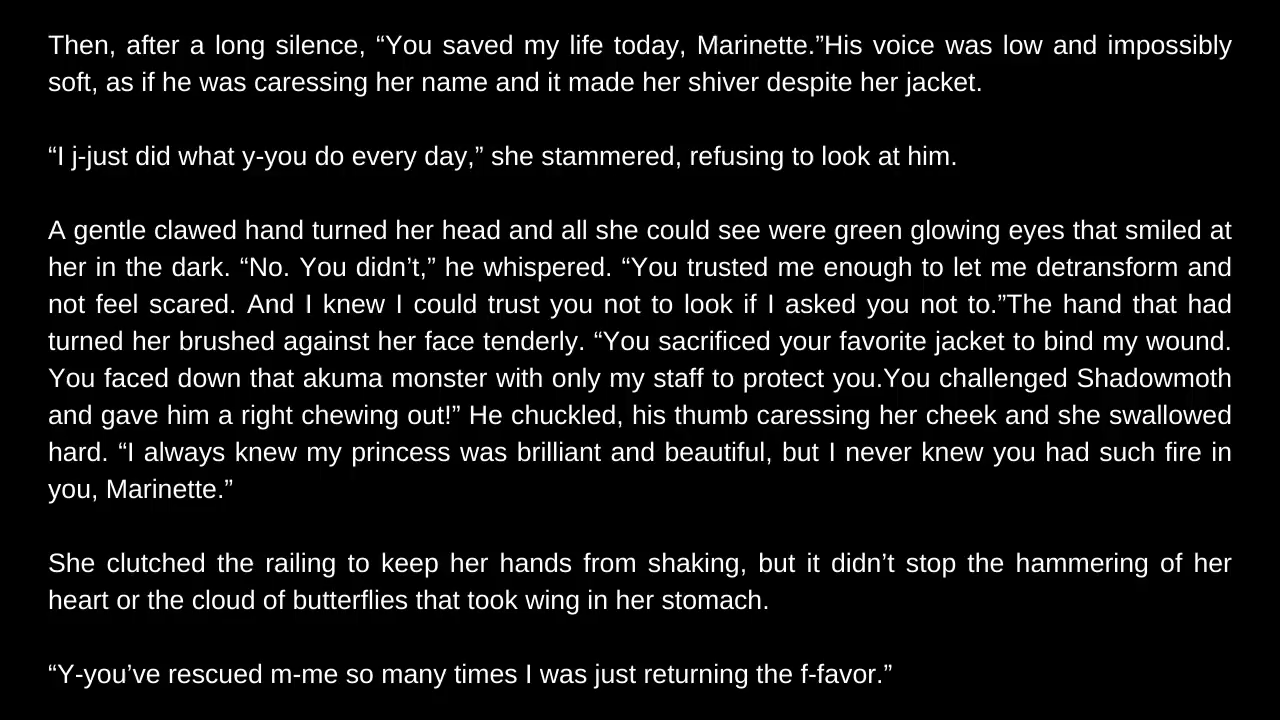 Then, after a long silence, “You saved my life today, Marinette.”His voice was low and impossibly
soft, as if he was caressing her name and it made her shiver despite her jacket.
“I j-just did what y-you do every day,” she stammered, refusing to look at him.
A gentle clawed hand turned her head and all she could see were green glowing eyes that smiled at
her in the dark. “No. You didn’t,” he whispered. “You trusted me enough to let me detransform and
not feel scared. And I knew I could trust you not to look if I asked you not to.”The hand that had
turned her brushed against her face tenderly. “You sacrificed your favorite jacket to bind my wound.
You faced down that akuma monster with only my staff to protect you.You challenged Shadowmoth
and gave him a right chewing out!” He chuckled, his thumb caressing her cheek and she swallowed
hard. “I always knew my princess was brilliant and beautiful, but I never knew you had such fire in
you, Marinette.”
She clutched the railing to keep her hands from shaking, but it didn’t stop the hammering of her
heart or the cloud of butterflies that took wing in her stomach.
“Y-you’ve rescued m-me so many times I was just returning the f-favor.”